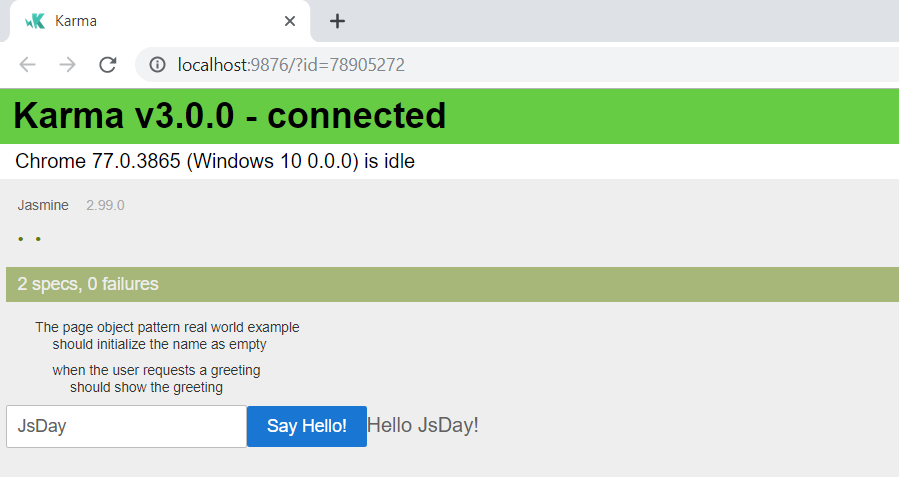 Karma
localhost:9876/?id=78905272
Karma v3.0.0 - connected
Chrome 77.0.3865 (Windows 10 0.0.0) is idle
Jasmine 2.99.0
• •
2 specs, 0 failures
The page object pattern real world example
should initialize the name as empty
when the user requests a greeting
should show the greeting
JsDay Say Hello! Hello JsDay!